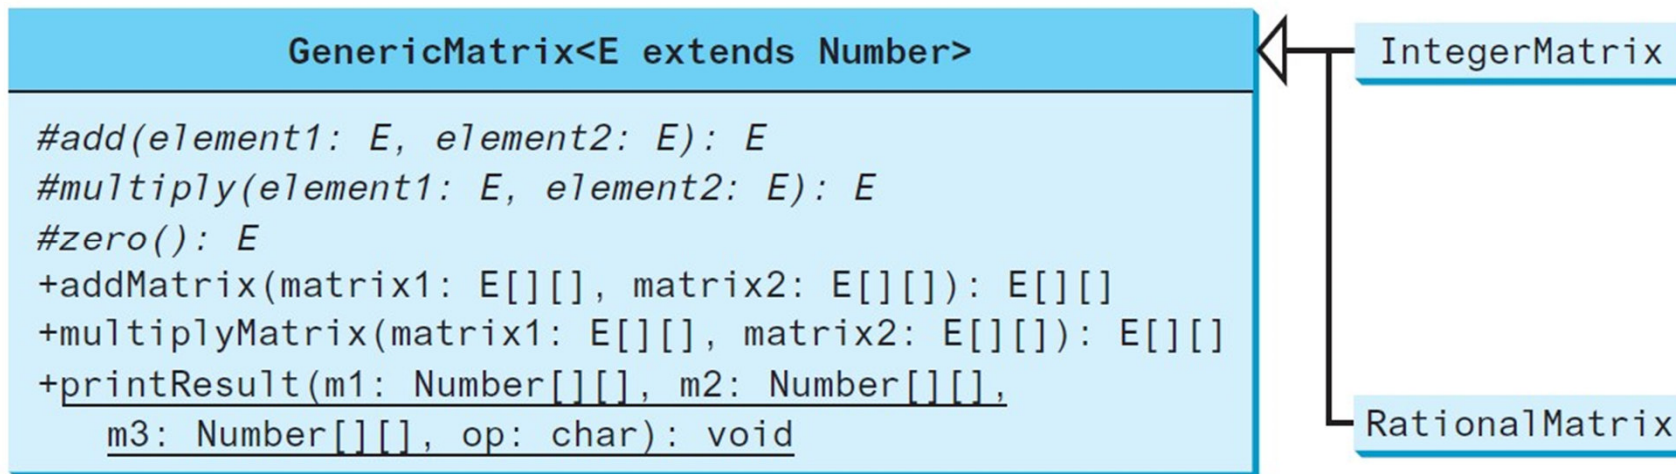 GenericMatrix<E extends Number>
IntegerMatrix
#add(element1: E, element2: E): E
#multiply(element1: E, element2: E): E
#zero(): E
+addMatrix(matrix1: E[][], matrix2: E[][]): E[][]
+multiplyMatrix(matrix1: E[][], matrix2: E[][]): E[][]
+printResult(m1: Number[][], m2: Number[][],
m3: Number[][], op: char): void
RationalMatrix